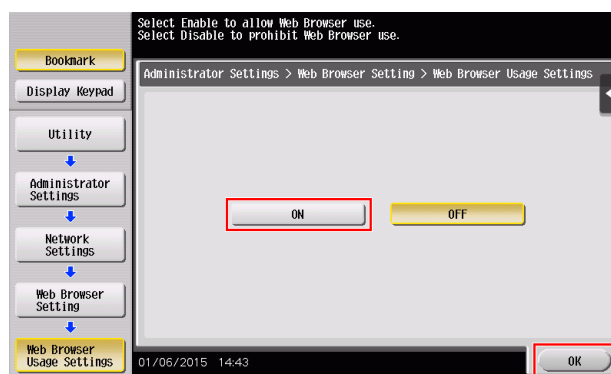 Select Enable to allow Web Browser use.
Select Disable to prohibit Web Browser use.
Bookmark
Display Keypad
Administrator Settings > Web Browser Setting > Web Browser Usage Settings
Utility
Administrator
Settings
Network
Settings
Web Browser
Setting
Web Browser
Usage Settings
ON
OFF
01/06/2015 14:43
OK